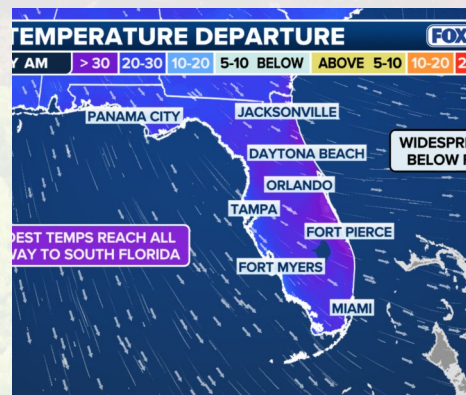 TEMPERATURE DEPARTURE
FOX
Y AM
> 30
20-30
10-20
5-10 BELOW
ABOVE 5-10
10-20
2
PANAMA CITY
JACKSONVILLE
WIDESPRE
BELOW
DAYTONA BEACH
ORLANDO
TAMPA
FORT PIERCE
DEST TEMPS REACH ALL
WAY TO SOUTH FLORIDA
FORT MYERS
MIAMI